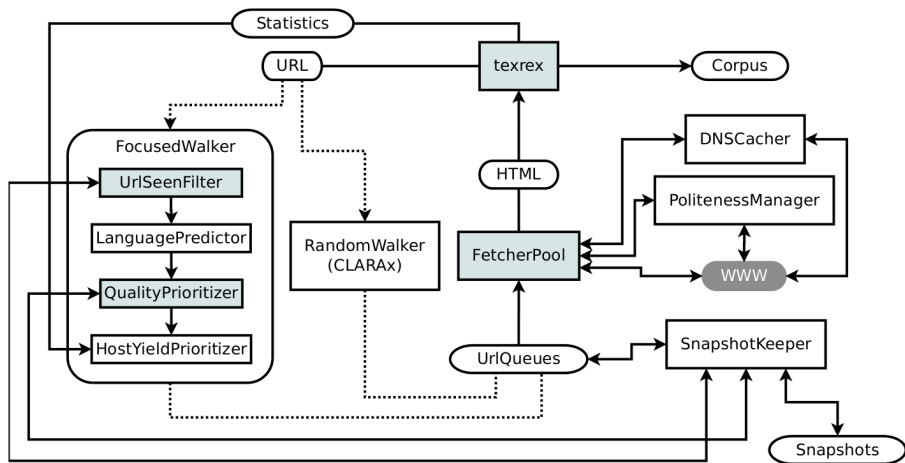 Statistics
URL
texrex
Corpus
FocusedWalker
DNSCacher
UrlSeenFilter
HTML
PolitenessManager
LanguagePredictor
RandomWalker
(CLARAx)
FetcherPool
WWW
QualityPrioritizer
HostYieldPrioritizer
UrlQueues
SnapshotKeeper
Snapshots